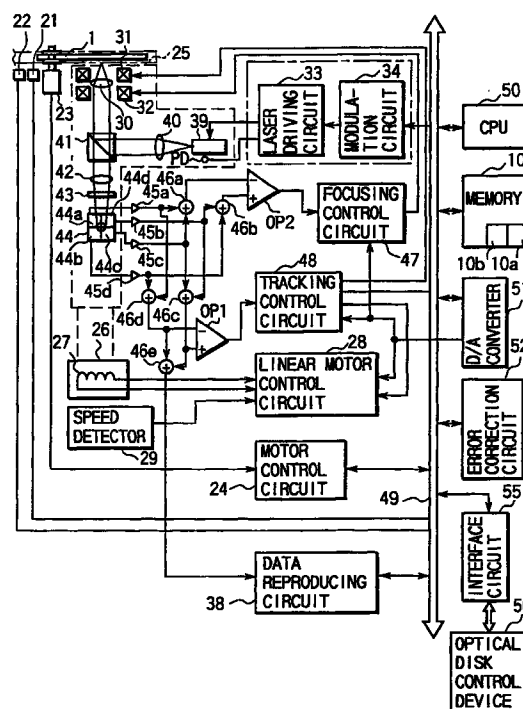 22 21 1 25
31
23
30 32
33 34
LASER DRIVING CIRCUIT
MODULA-TION CIRCUIT
50
CPU
41 40 39
PD
42
43
44d 45a 46a
44a 45b 46b
44 45c
44b 44c
45d
OP2
FOCUSING CONTROL CIRCUIT
47
10
MEMORY
10b 10a
46d 46c
OP1
48
TRACKING CONTROL CIRCUIT
51
D/A CONVERTER
26
27
46e
28
LINEAR MOTOR CONTROL CIRCUIT
52
ERROR CORRECTION CIRCUIT
SPEED DETECTOR
29
MOTOR CONTROL CIRCUIT
24
49
55
INTERFACE CIRCUIT
DATA REPRODUCING CIRCUIT
38
OPTICAL DISK CONTROL DEVICE